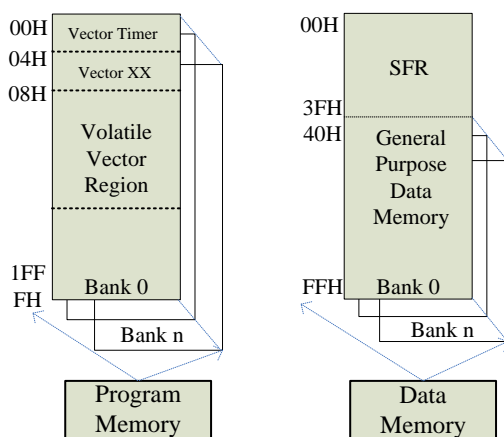 00H
Vector Timer
04H
Vector XX
08H
Volatile
Vector
Region
1FF
FH
Bank 0
Bank n
Program
Memory
00H
SFR
3FH
40H
General
Purpose
Data
Memory
FFH
Bank 0
Bank n
Data
Memory